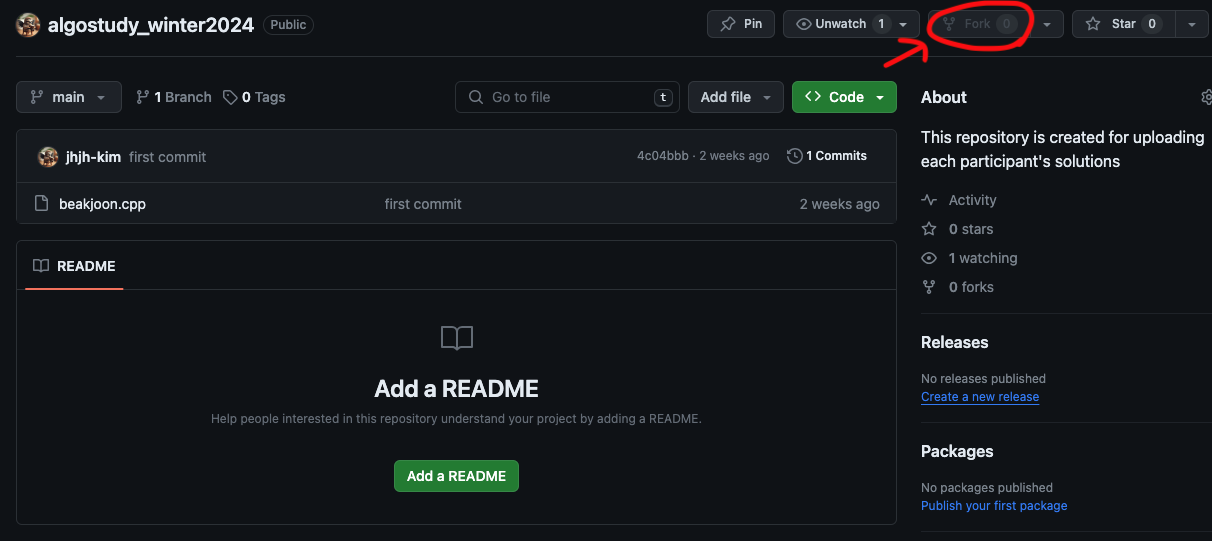 algostudy_winter2024 Public Pin Unwatch 1 Fork 0 Star 0
main 1 Branch 0 Tags Go to file t Add file Code
jhjh-kim first commit 4c04bbb · 2 weeks ago 1 Commits
beakjoon.cpp first commit 2 weeks ago
README
Add a README
Help people interested in this repository understand your project by adding a README.
Add a README
About
This repository is created for uploading
each participant's solutions
Activity
0 stars
1 watching
0 forks
Releases
No releases published
Create a new release
Packages
No packages published
Publish your first package